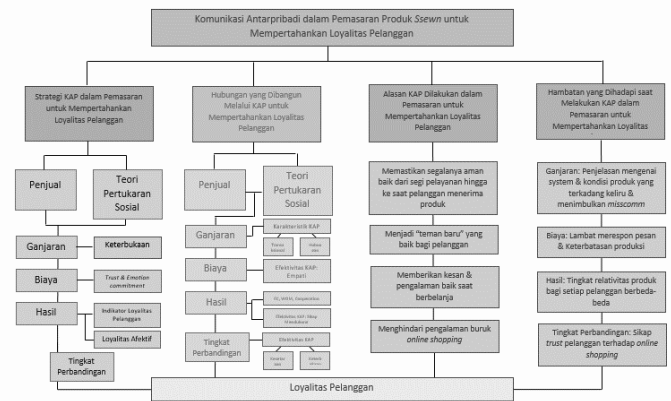 Komunikasi Antarpribadi dalam Pemasaran Produk Ssewn untuk
Mempertahankan Loyalitas Pelanggan
Strategi KAP dalam Pemasaran
untuk Mempertahankan
Loyalitas Pelanggan
Penjual
Teori
Pertukaran
Sosial
Ganjaran
Keterbukaan
Biaya
Trust & Emotion
commitment
Hasil
Indikator Loyalitas
Pelanggan
Loyalitas Afektif
Tingkat
Perbandingan
Hubungan yang Dibangun
Melalui KAP untuk
Mempertahankan Loyalitas
Pelanggan
Penjual
Teori
Pertukaran
Sosial
Ganjaran
Karakteristik KAP
Biaya
Efektivitas KAP:
Empati
Hasil
Tingkat
Perbandingan
Efektivitas KAP
Alasan KAP Dilakukan dalam
Pemasaran untuk
Mempertahankan Loyalitas
Pelanggan
Memastikan segalanya aman
baik dari segi pelayanan hingga
ke saat pelanggan menerima
produk
Menjadi “teman baru” yang
baik bagi pelanggan
Memberikan kesan &
pengalaman baik saat
berbelanja
Menghindari pengalaman buruk
online shopping
Hambatan yang Dihadapi saat
Melakukan KAP dalam
Pemasaran untuk
Mempertahankan Loyalitas
Ganjaran: Penjelasan mengenai
system & kondisi produk yang
terkadang keliru &
menimbulkan misscomm
Biaya: Lambat merespon pesan
& Keterbatasan produksi
Hasil: Tingkat relativitas produk
bagi setiap pelanggan berbeda-
beda
Tingkat Perbandingan: Sikap
trust pelanggan terhadap online
shopping
Loyalitas Pelanggan